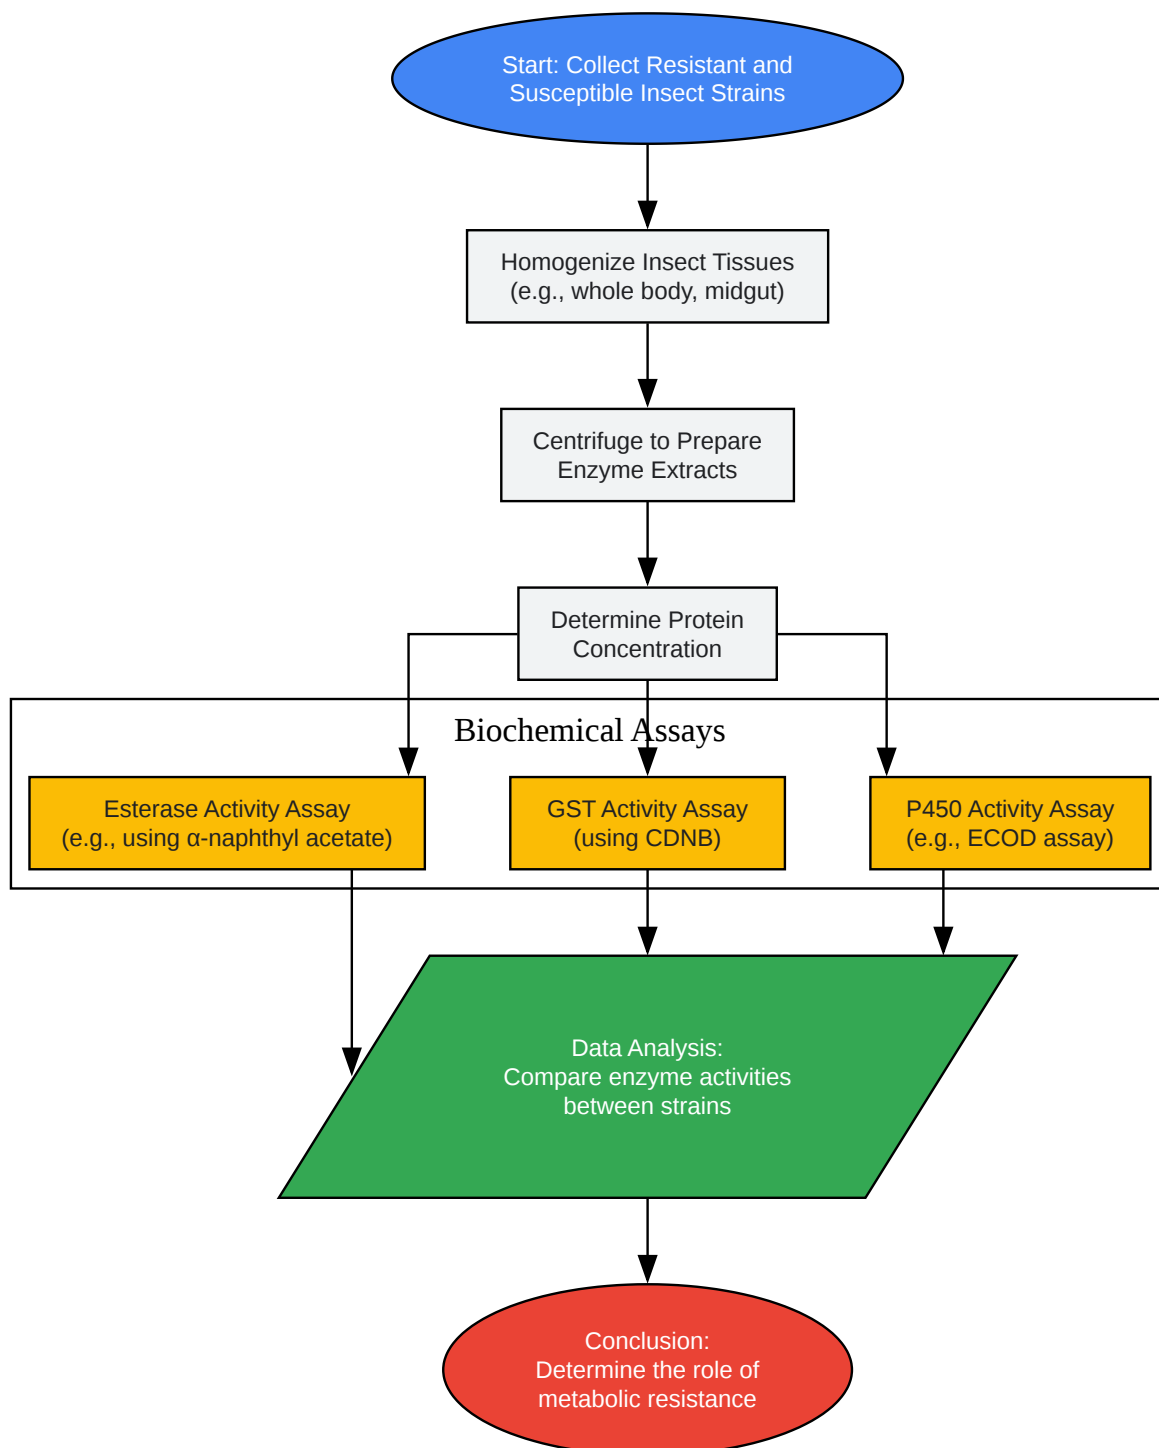 Start: Collect Resistant and
Susceptible Insect Strains
Homogenize Insect Tissues
(e.g., whole body, midgut)
Centrifuge to Prepare
Enzyme Extracts
Determine Protein
Concentration
Biochemical Assays
Esterase Activity Assay
(e.g., using α-naphthyl acetate)
GST Activity Assay
(using CDNB)
P450 Activity Assay
(e.g., ECOD assay)
Data Analysis:
Compare enzyme activities
between strains
Conclusion:
Determine the role of
metabolic resistance